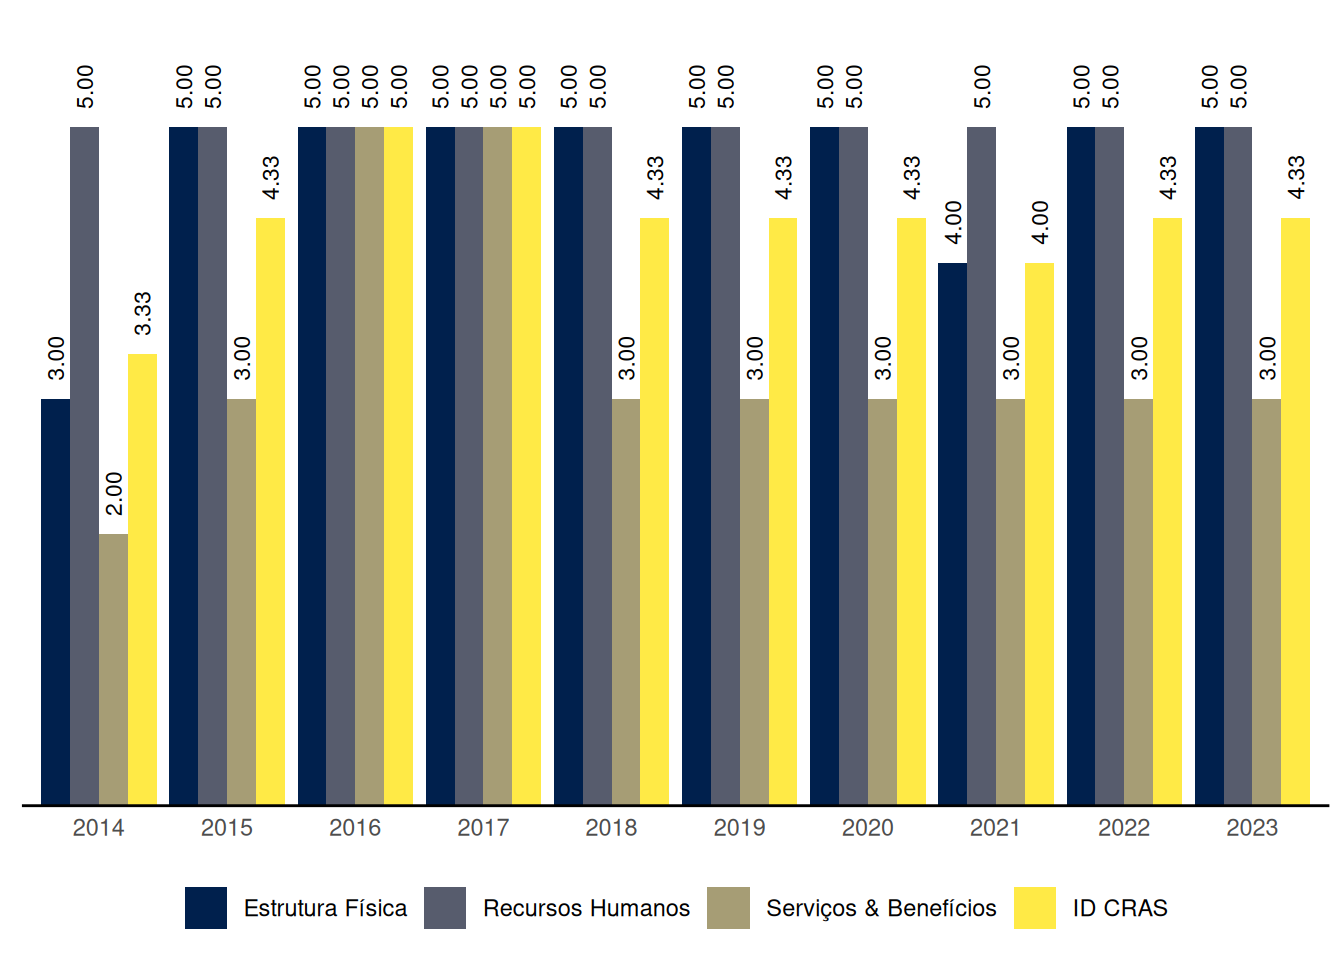 3.00 5.00 2.00 3.33 5.00 5.00 3.00 4.33 5.00 5.00 5.00 5.00 5.00 5.00 5.00 5.00 5.00 5.00 3.00 4.33 5.00 5.00 3.00 4.33 5.00 5.00 3.00 4.33 4.00 5.00 3.00 4.00 5.00 5.00 3.00 4.33 5.00 5.00 3.00 4.33
2014 2015 2016 2017 2018 2019 2020 2021 2022 2023
Estrutura Física Recursos Humanos Serviços & Benefícios ID CRAS